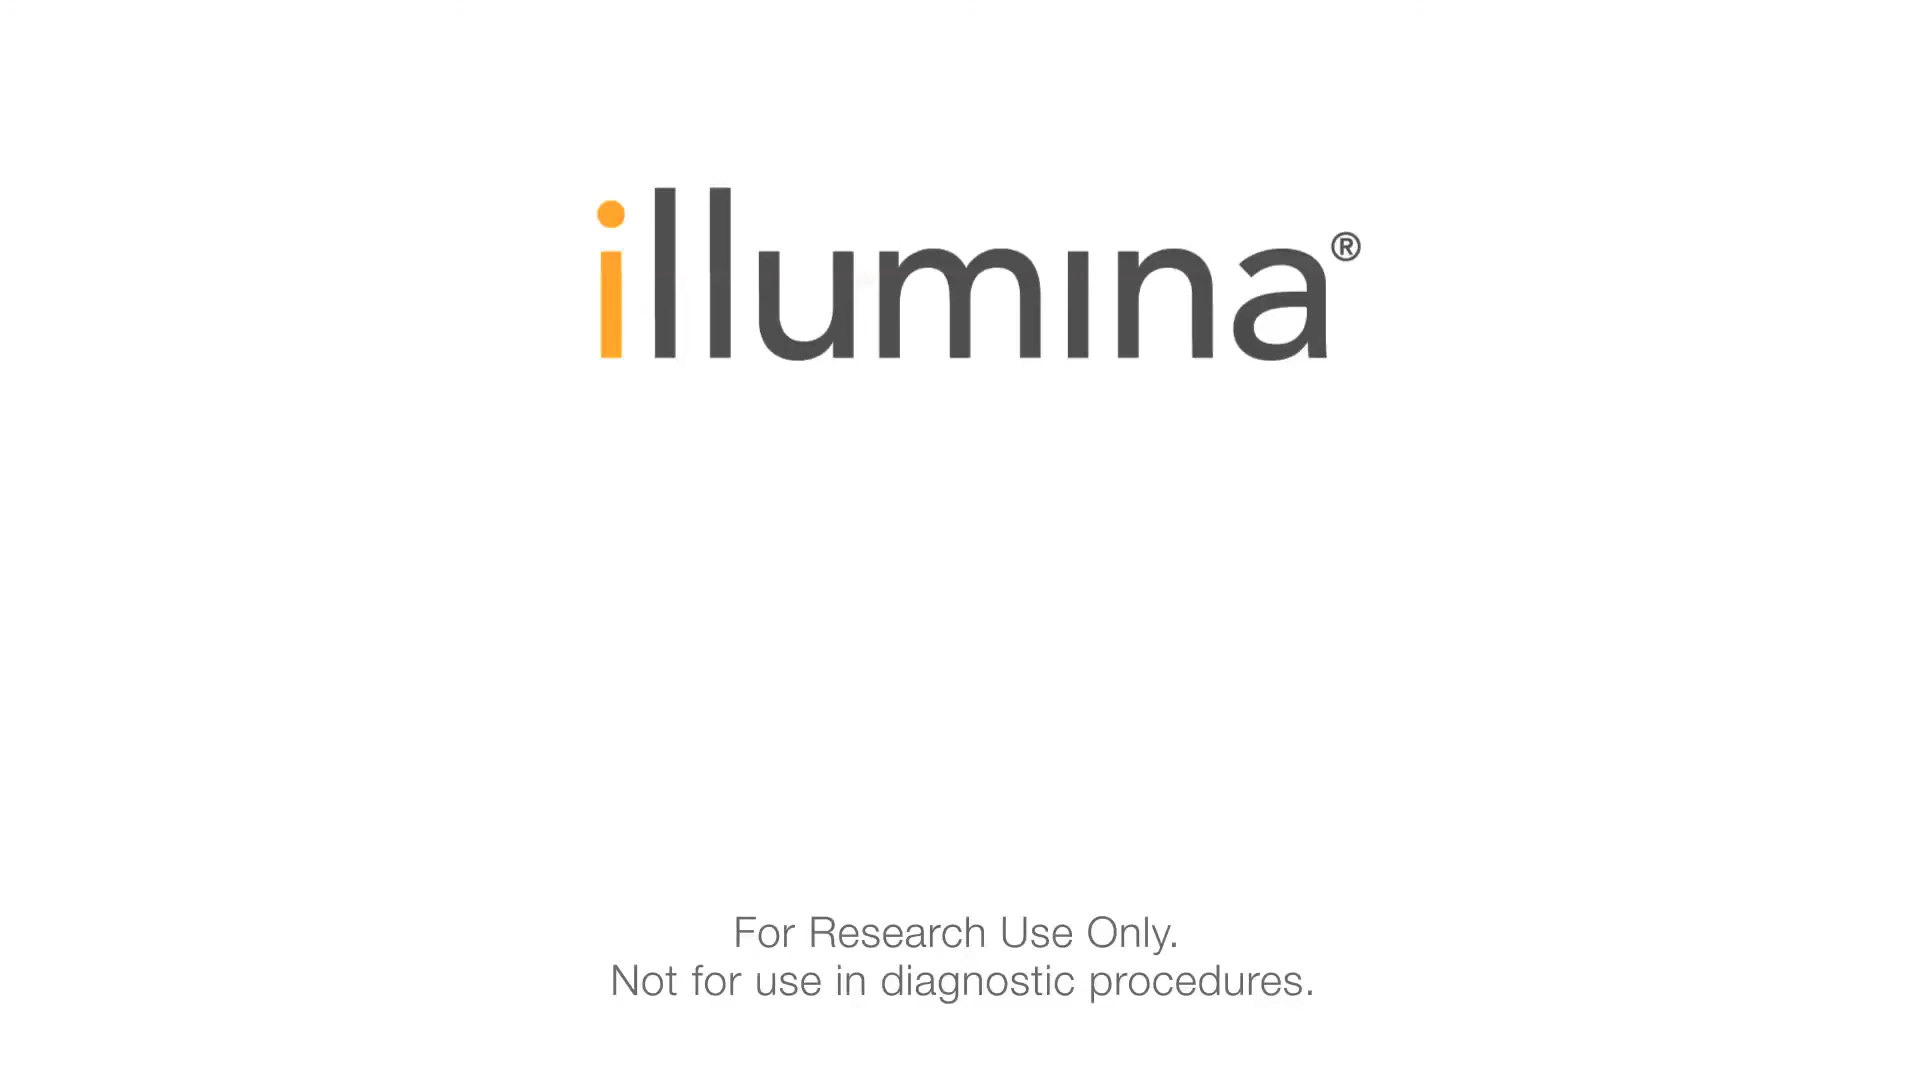 illumina®
For Research Use Only.
Not for use in diagnostic procedures.